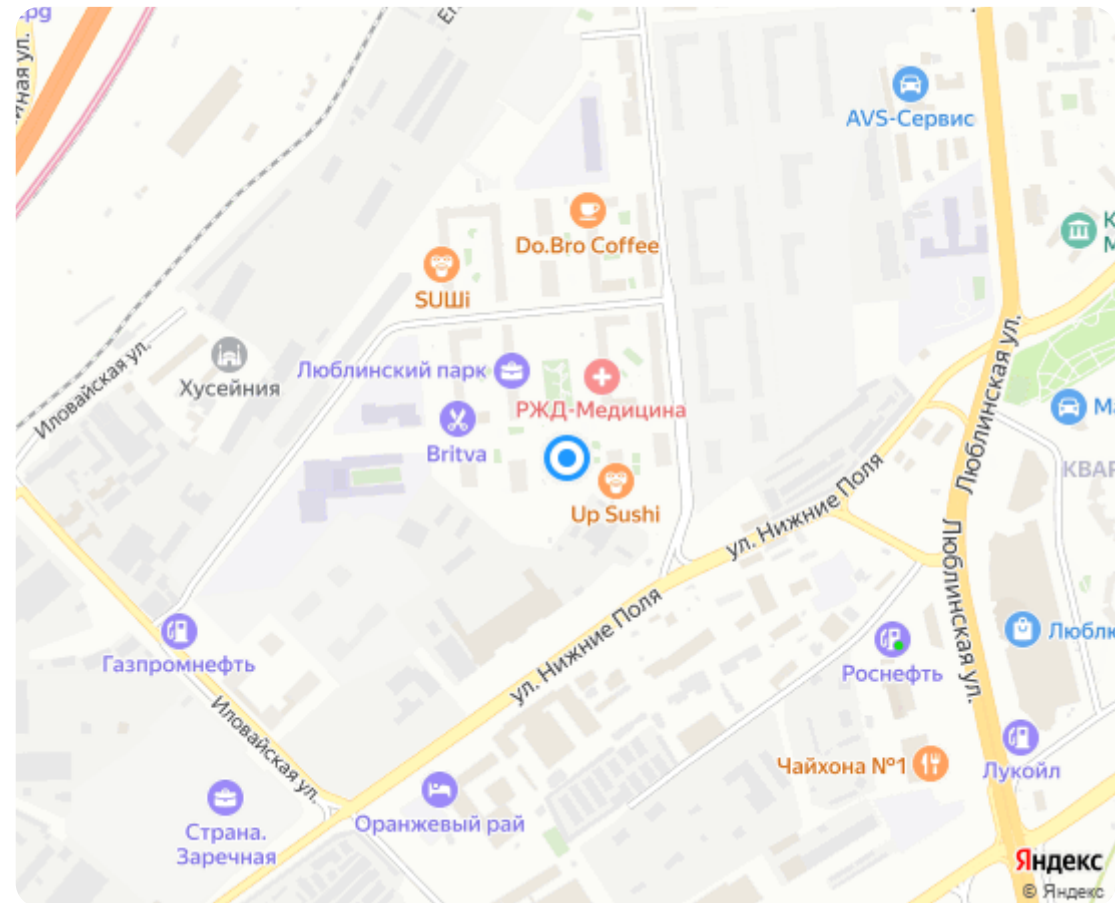 ул.
AVS-Сервис
Do.Bro Coffee
SUШi
Люблинская ул.
Иловайская ул.
Хусейния
Люблинский парк
РЖД-Медицина
Britva
Up Sushi
ул. Нижние Поля
Люблинская ул.
ул. Нижние Поля
Газпромнефть
Роснефть
Иловайская ул.
Чайхона №1
Лукойл
Оранжевый рай
Страна.
Заречная
Яндекс
© Яндекс